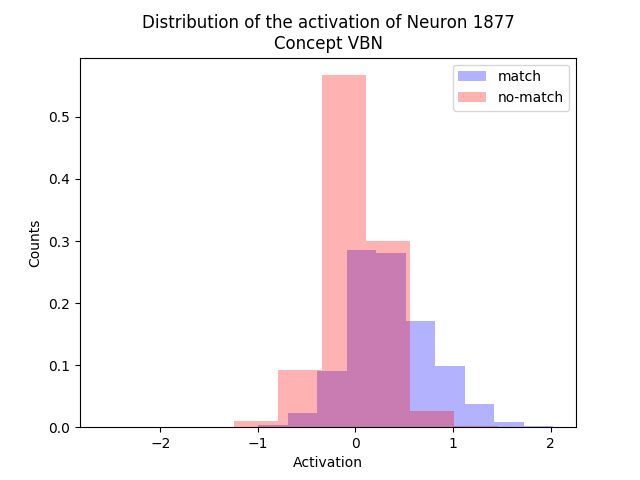 Distribution of the activation of Neuron 1877
Concept VBN
match
no-match
0.5
0.4
0.3
0.2
0.1
0.0
Counts
−2
−1
0
1
2
Activation